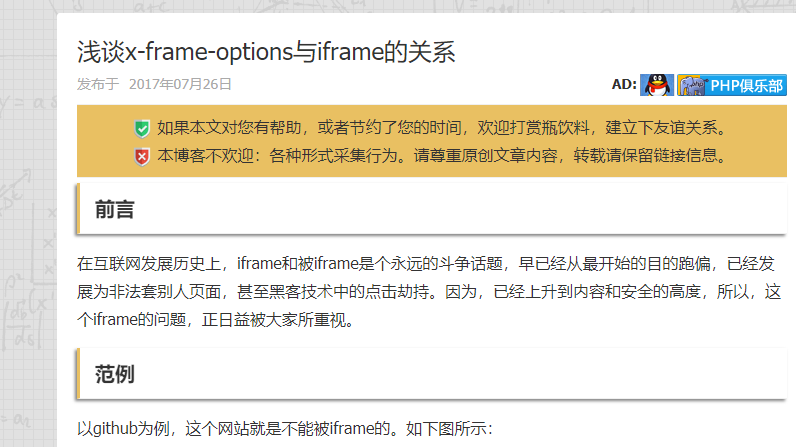 浅谈x-frame-options与iframe的关系
发布于 2017年07月26日
AD: PHP俱乐部
如果本文对您有帮助，或者节约了您的时间，欢迎打赏瓶饮料，建立下友谊关系。
本博客不欢迎：各种形式采集行为。请尊重原创文章内容，转载请保留链接信息。
前言
在互联网发展历史上，iframe和被iframe是个永远的斗争话题，早已经从最开始的目的跑偏，已经发
展为非法套别人页面，甚至黑客技术中的点击劫持。因为，已经上升到内容和安全的高度，所以，这
个iframe的问题，正日益被大家所重视。
范例
以github为例，这个网站就是不能被iframe的。如下图所示：